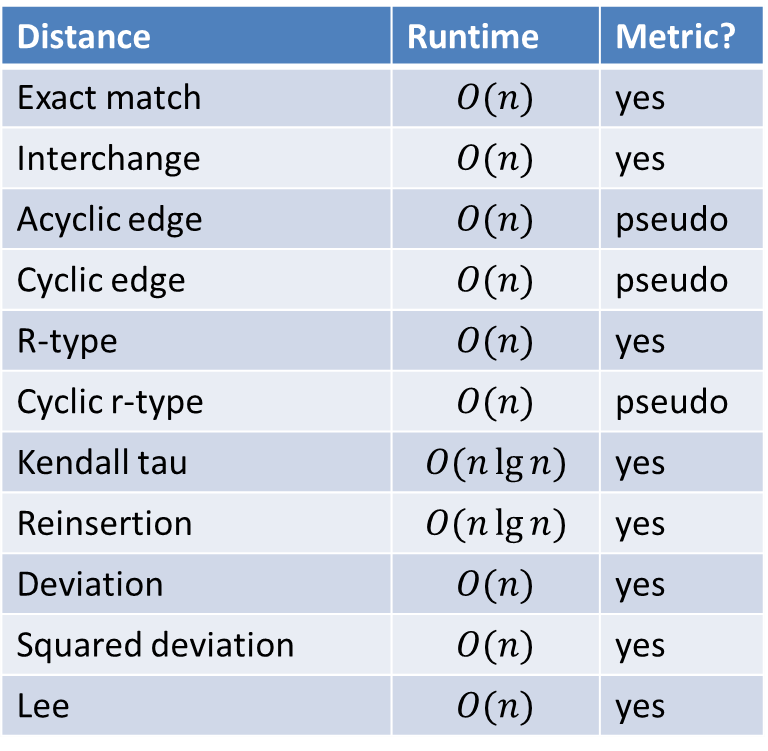 Distance Runtime Metric?
Exact match O(n) yes
Interchange O(n) yes
Acyclic edge O(n) pseudo
Cyclic edge O(n) pseudo
R-type O(n) yes
Cyclic r-type O(n) pseudo
Kendall tau O(n lg n) yes
Reinsertion O(n lg n) yes
Deviation O(n) yes
Squared deviation O(n) yes
Lee O(n) yes